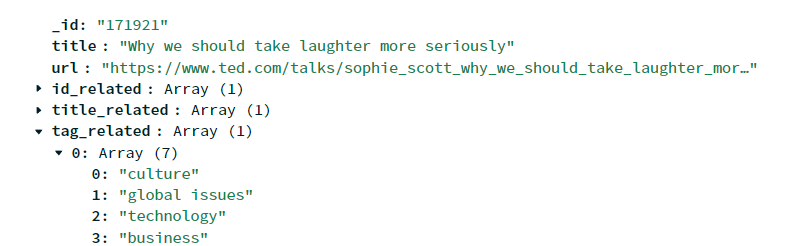 _id: "171921"
title : "Why we should take laughter more seriously"
url : "https://www.ted.com/talks/sophie_scott_why_we_should_take_laughter_mor…"
id_related : Array (1)
title_related : Array (1)
tag_related : Array (1)
0: Array (7)
0: "culture"
1: "global issues"
2: "technology"
3: "business"